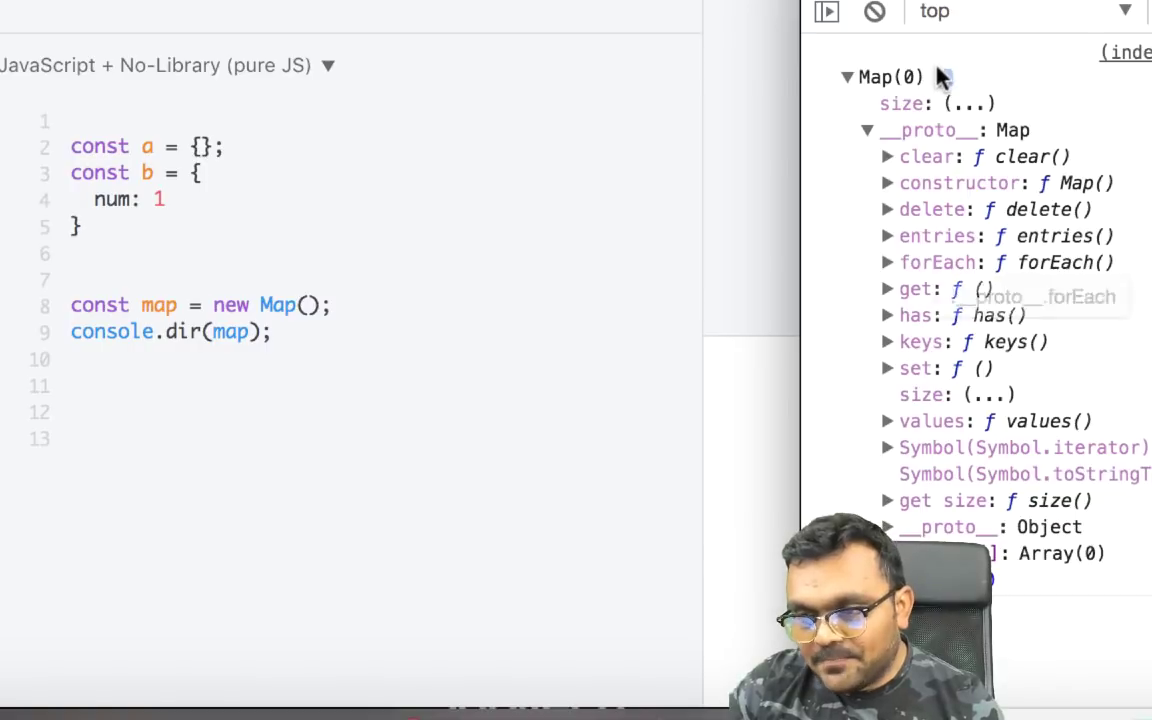 JavaScript + No-Library (pure JS) ▼
1
2 const a = {};
3 const b = {
4 num: 1
5 }
6
7
8 const map = new Map();
9 console.dir(map);
10
11
12
13
top ▼
(inde
▼ Map(0)
size: (...)
▼ __proto__: Map
▶ clear: ƒ clear()
▶ constructor: ƒ Map()
▶ delete: ƒ delete()
▶ entries: ƒ entries()
▶ forEach: ƒ forEach()
▶ get: ƒ ()
__proto__.forEach
▶ has: ƒ has()
▶ keys: ƒ keys()
▶ set: ƒ ()
size: (...)
▶ values: ƒ values()
▶ Symbol(Symbol.iterator)
Symbol(Symbol.toStringT
▶ get size: ƒ size()
▶ __proto__: Object
]: Array(0)